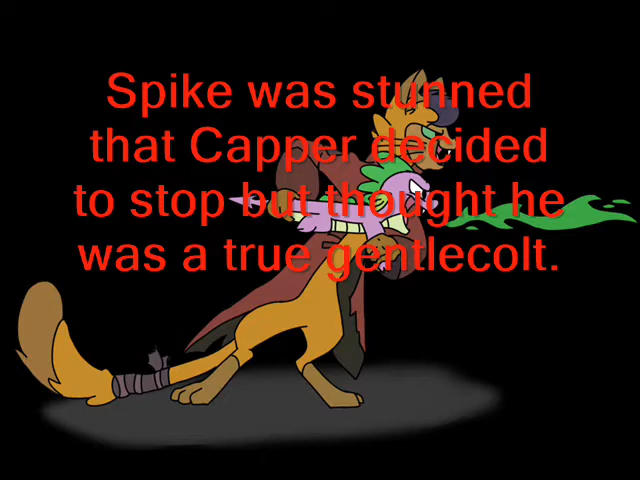 Spike was stunned
that Capper decided
to stop but thought he
was a true gentlecolt.